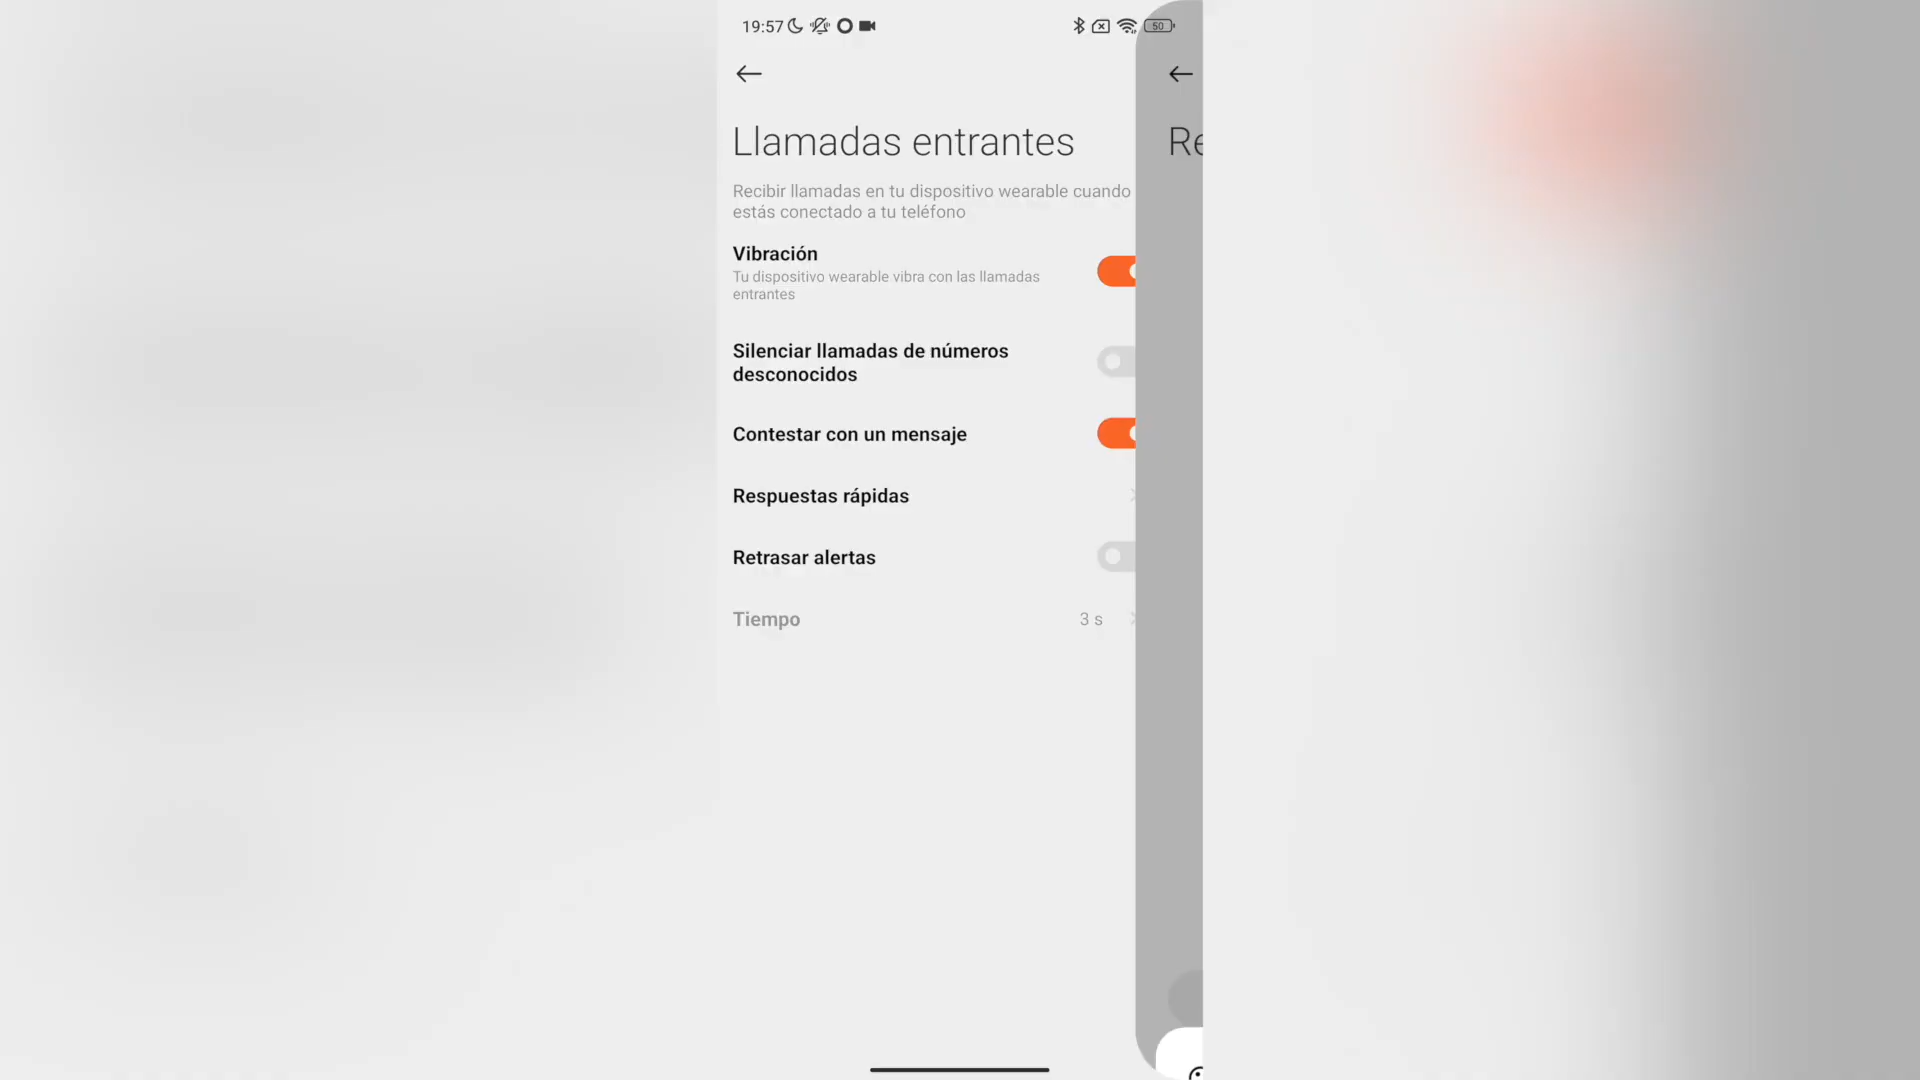 19:57
50
Llamadas entrantes
Re
Recibir llamadas en tu dispositivo wearable cuando
estás conectado a tu teléfono
Vibración
Tu dispositivo wearable vibra con las llamadas
entrantes
Silenciar llamadas de números
desconocidos
Contestar con un mensaje
Respuestas rápidas
Retrasar alertas
Tiempo 3 s